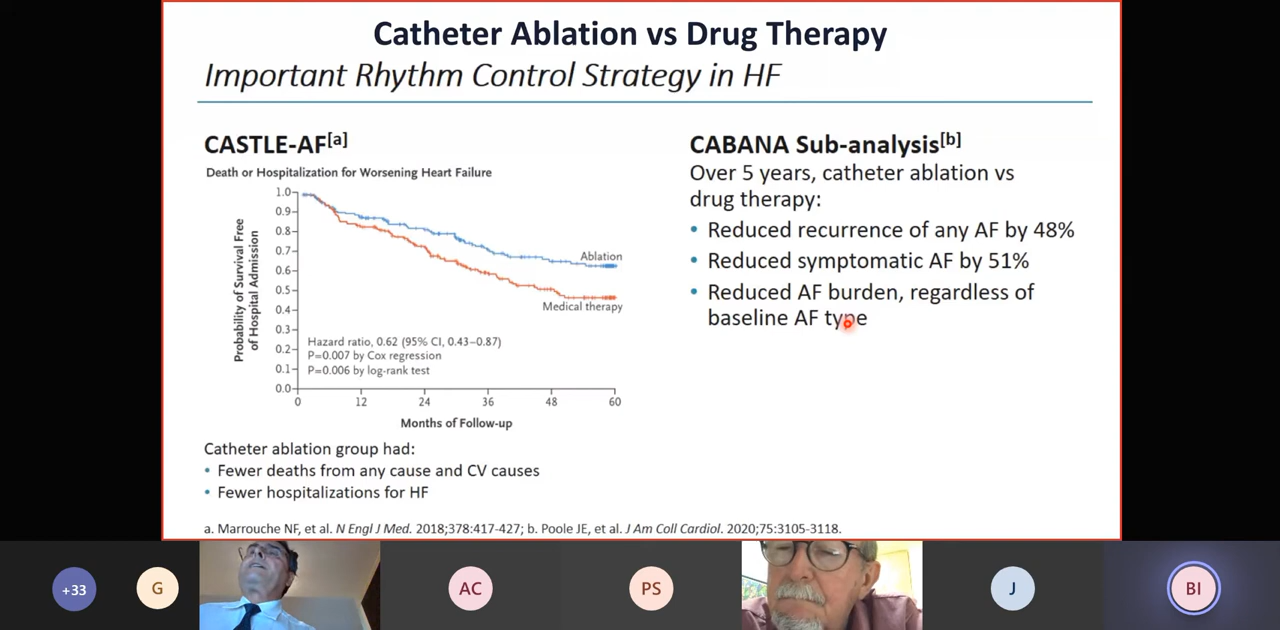 Catheter Ablation vs Drug Therapy
Important Rhythm Control Strategy in HF
CASTLE-AF[a]
Death or Hospitalization for Worsening Heart Failure
Probability of Survival Free
of Hospital Admission
1.0
0.9
0.8
0.7
0.6
0.5
0.4
0.3
0.2
0.1
0.0
Ablation
Medical therapy
Hazard ratio, 0.62 (95% CI, 0.43–0.87)
P=0.007 by Cox regression
P=0.006 by log-rank test
0 12 24 36 48 60
Months of Follow-up
Catheter ablation group had:
• Fewer deaths from any cause and CV causes
• Fewer hospitalizations for HF
CABANA Sub-analysis[b]
Over 5 years, catheter ablation vs
drug therapy:
• Reduced recurrence of any AF by 48%
• Reduced symptomatic AF by 51%
• Reduced AF burden, regardless of
baseline AF type
a. Marrouche NF, et al. N Engl J Med. 2018;378:417-427; b. Poole JE, et al. J Am Coll Cardiol. 2020;75:3105-3118.
+33 G AC PS J BI